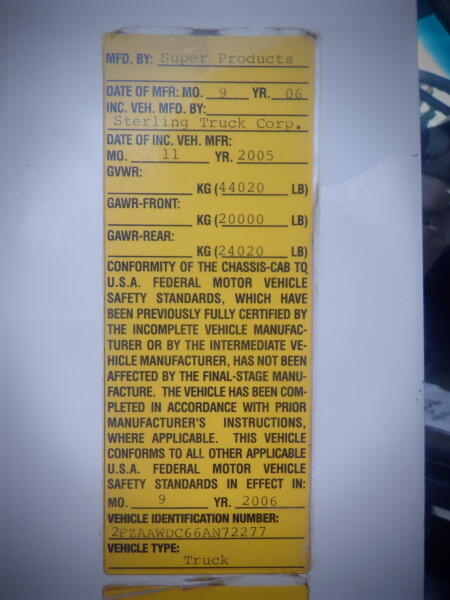 MFD. BY: Super Products
DATE OF MFR: MO. 9 YR. 06
INC. VEH. MFD. BY:
Sterling Truck Corp.
DATE OF INC. VEH. MFR:
MO. 11 YR. 2005
GVWR:
KG (44020 LB)
GAWR-FRONT:
KG (20000 LB)
GAWR-REAR:
KG (24020 LB)
CONFORMITY OF THE CHASSIS-CAB TO
U.S.A. FEDERAL MOTOR VEHICLE
SAFETY STANDARDS, WHICH HAVE
BEEN PREVIOUSLY FULLY CERTIFIED BY
THE INCOMPLETE VEHICLE MANUFAC-
TURER OR BY THE INTERMEDIATE VE-
HICLE MANUFACTURER, HAS NOT BEEN
AFFECTED BY THE FINAL-STAGE MANU-
FACTURE. THE VEHICLE HAS BEEN COM-
PLETED IN ACCORDANCE WITH PRIOR
MANUFACTURER'S INSTRUCTIONS,
WHERE APPLICABLE. THIS VEHICLE
CONFORMS TO ALL OTHER APPLICABLE
U.S.A. FEDERAL MOTOR VEHICLE
SAFETY STANDARDS IN EFFECT IN:
MO. 9 YR. 2006
VEHICLE IDENTIFICATION NUMBER:
2FZAAWDC66AN72277
VEHICLE TYPE:
Truck